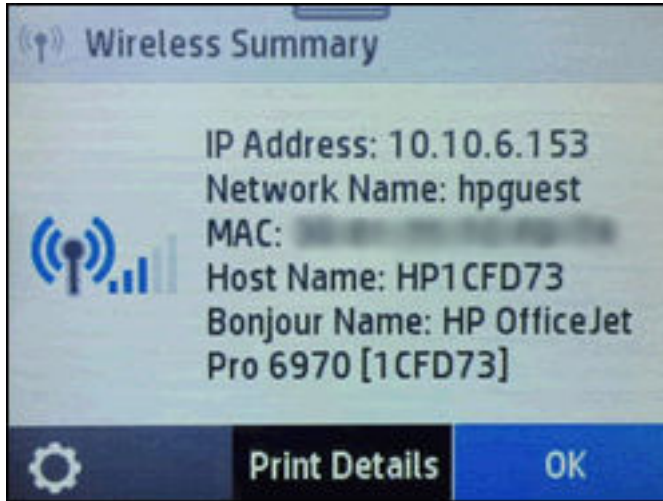 Wireless Summary
IP Address: 10.10.6.153
Network Name: hpguest
MAC:
Host Name: HP1CFD73
Bonjour Name: HP OfficeJet
Pro 6970 [1CFD73]
Print Details
OK